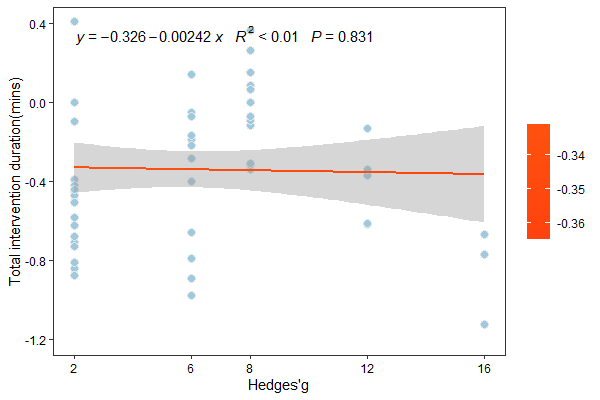 y = −0.326 − 0.00242 x R² < 0.01 P = 0.831
Total intervention duration(mins)
0.4
0.0
-0.4
-0.8
-1.2
2 6 8 12 16
Hedges'g
-0.34
-0.35
-0.36